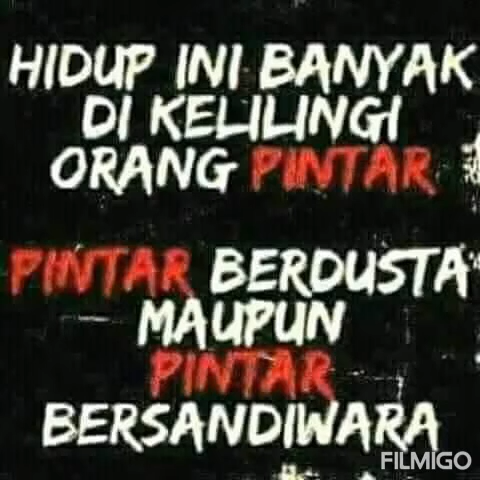 HIDUP INI BANYAK
DI KELILINGI
ORANG PINTAR
PINTAR BERDUSTA
MAUPUN
PINTAR
BERSANDIWARA
FILMIGO